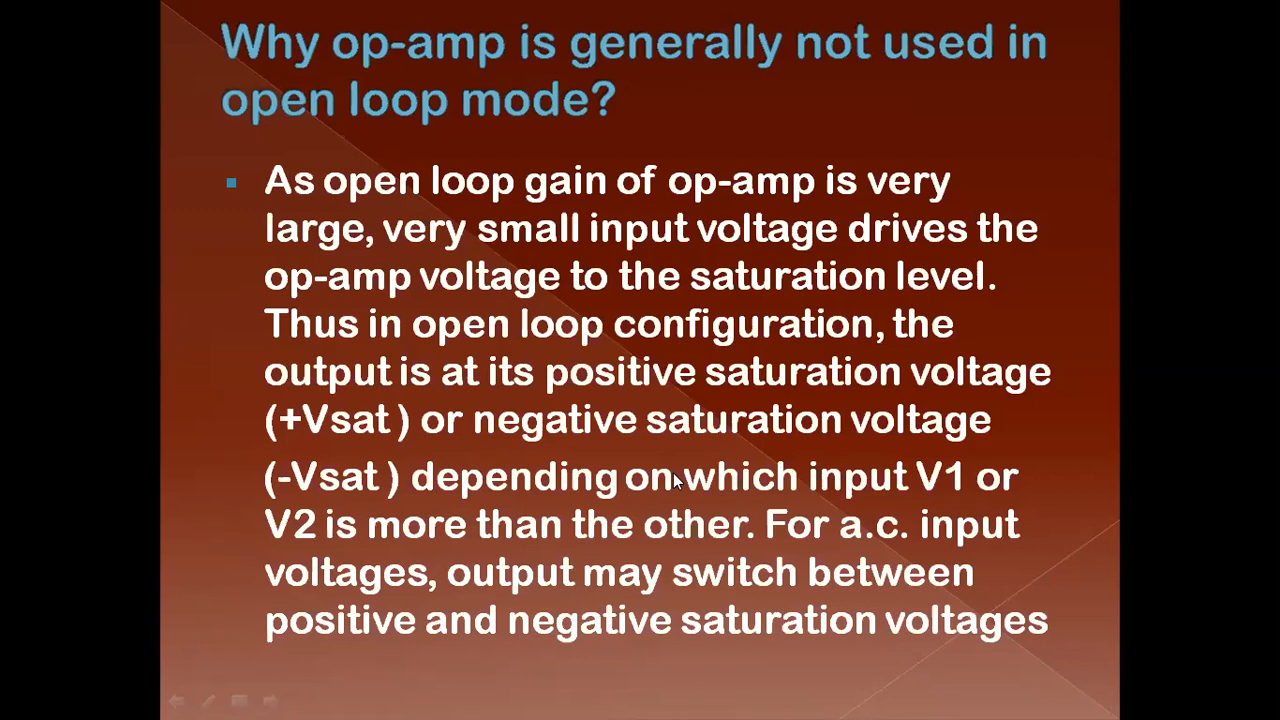 Why op-amp is generally not used in
open loop mode?
As open loop gain of op-amp is very
large, very small input voltage drives the
op-amp voltage to the saturation level.
Thus in open loop configuration, the
output is at its positive saturation voltage
(+Vsat ) or negative saturation voltage
(-Vsat ) depending on which input V1 or
V2 is more than the other. For a.c. input
voltages, output may switch between
positive and negative saturation voltages